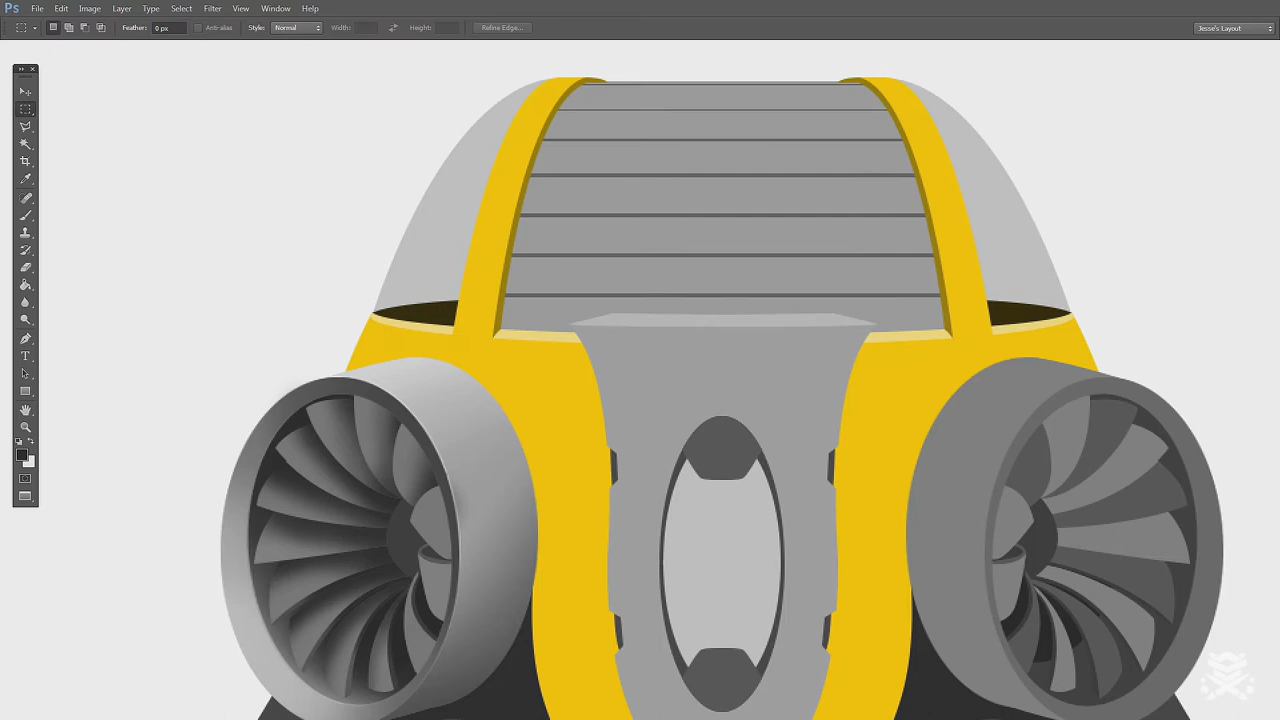 Ps File Edit Image Layer Type Select Filter View Window Help
Feather: 0 px Anti-alias Style: Normal Width: Height: Refine Edge... Jesse's Layout
T